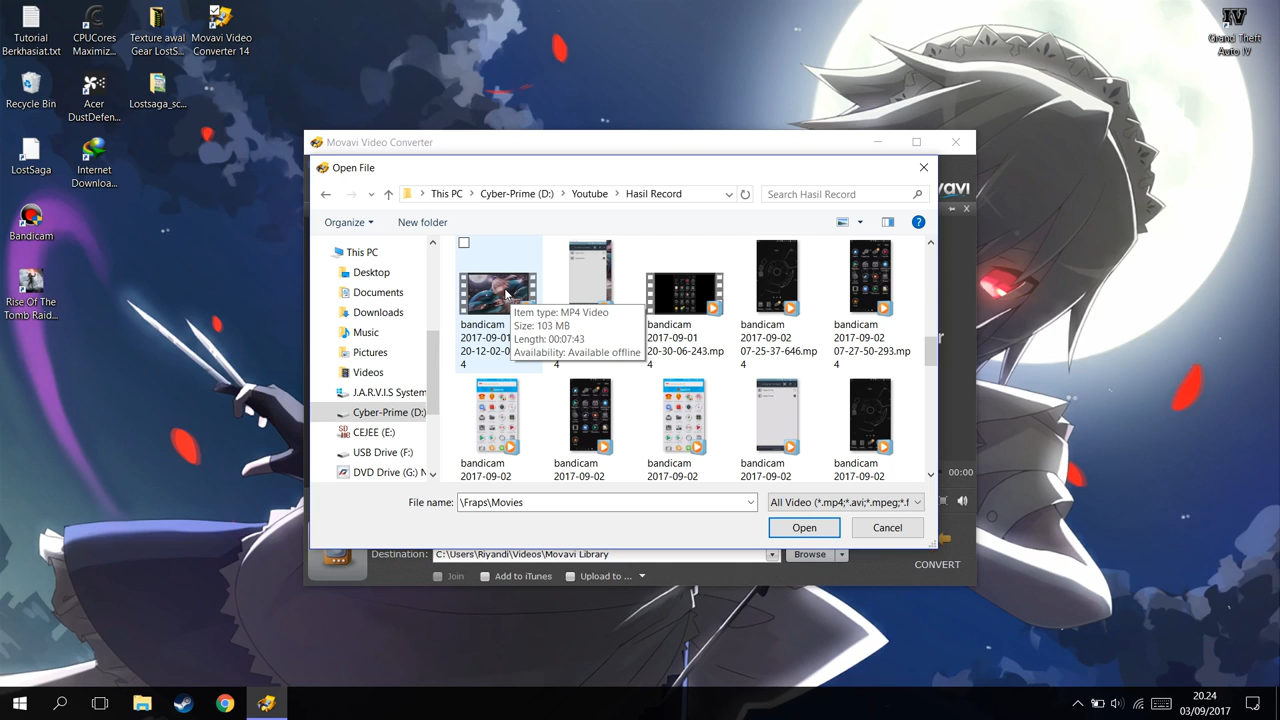 Tutorial
Berkhasiat.txt
CPUCores
Maximiz...
Texture awal
Gear LostS...
Movavi Video
Converter 14
IV
Grand Theft
Auto IV
Recycle Bin
Acer
DustDefen...
Lostsaga_sc...
LostSaga
Internet
Downloa...
Bandicam
Rise Of The
Tomb Raid...
Movavi Video Converter
Open File
This PC
Cyber-Prime (D:)
Youtube
Hasil Record
Search Hasil Record
Organize
New folder
This PC
Desktop
Documents
Downloads
Music
Pictures
Videos
J.A.R.V.I.S System
Cyber-Prime (D:)
CEJEE (E:)
USB Drive (F:)
DVD Drive (G:) N
bandicam
2017-09-01
20-12-02-0
4
Item type: MP4 Video
Size: 103 MB
Length: 00:07:43
Availability: Available offline
4
bandicam
2017-09-01
20-30-06-243.mp
4
bandicam
2017-09-02
07-25-37-646.mp
4
bandicam
2017-09-02
07-27-50-293.mp
4
bandicam
2017-09-02
bandicam
2017-09-02
bandicam
2017-09-02
bandicam
2017-09-02
bandicam
2017-09-02
File name:
\Fraps\Movies
All Video (*.mp4;*.avi;*.mpeg;*.f
Open
Cancel
00:00
Destination:
C:\Users\Riyandi\Videos\Movavi Library
Browse
CONVERT
Join
Add to iTunes
Upload to ...
20.24
03/09/2017